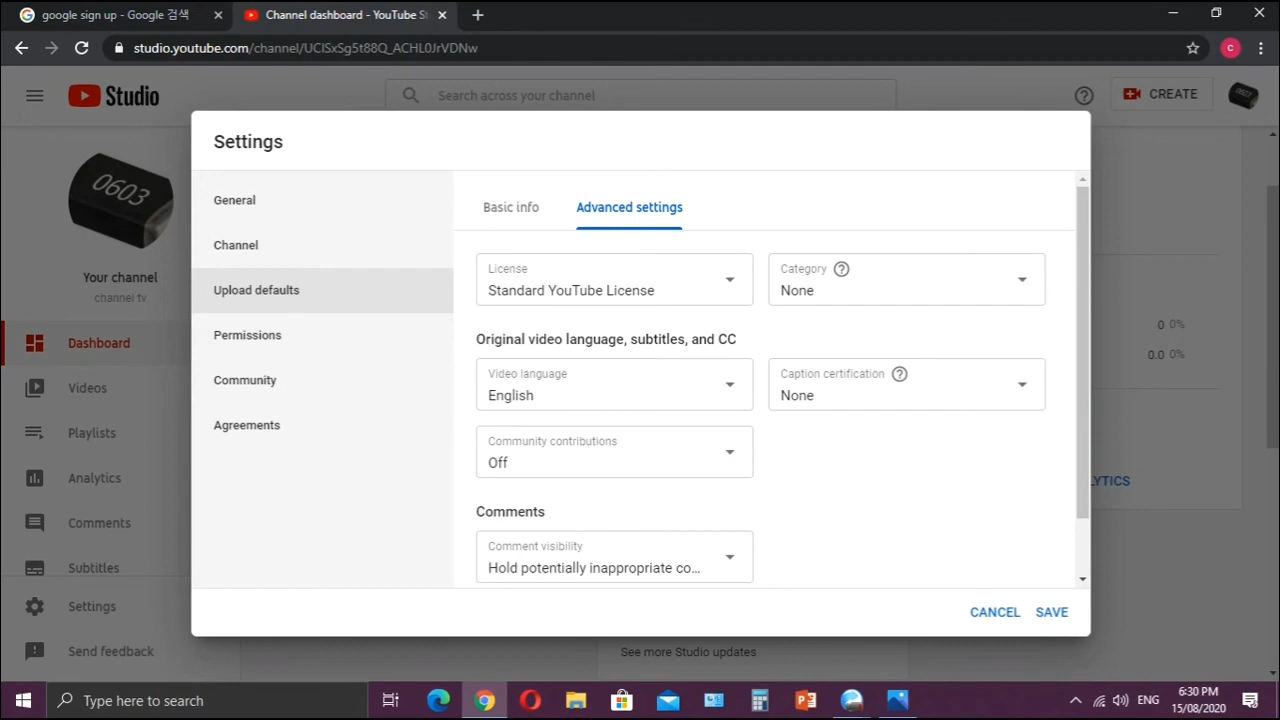 google sign up - Google 검색
Channel dashboard - YouTube St
studio.youtube.com/channel/UCISxSg5t88Q_ACHL0JrVDNw
C
Studio
Search across your channel
CREATE
0603
0603
Your channel
channel tv
Dashboard
Videos
Playlists
Analytics
Comments
Subtitles
Settings
Send feedback
Settings
General
Channel
Upload defaults
Permissions
Community
Agreements
Basic info
Advanced settings
License
Standard YouTube License
Category
None
Original video language, subtitles, and CC
Video language
English
Caption certification
None
Community contributions
Off
Comments
Comment visibility
Hold potentially inappropriate co...
CANCEL
SAVE
0 0%
0.0 0%
LYTICS
See more Studio updates
Type here to search
ENG
6:30 PM
15/08/2020